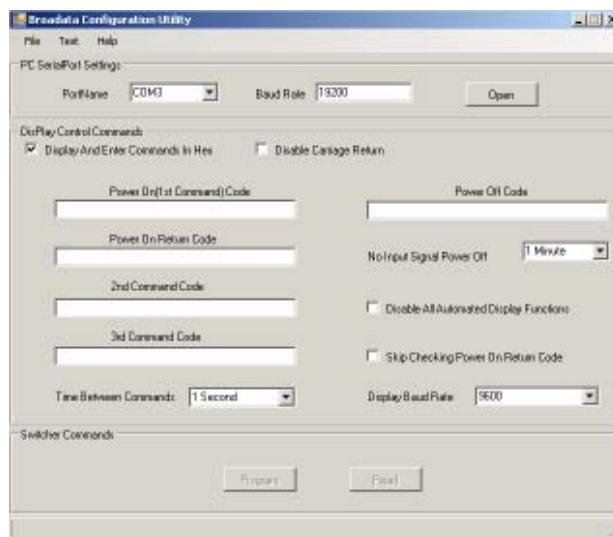 Broadata Configuration Utility
File Test Help
PC SerialPort Settings
PortName COM3 Baud Rate 19200 Open
DisPlay Control Commands
Display And Enter Commands In Hex Disable Carriage Return
Power On(1st Command) Code Power Off Code
Power On Return Code
No Input Signal Power Off 1 Minute
2nd Command Code
Disable All Automated Display Functions
3rd Command Code
Skip Checking Power On Return Code
Time Between Commands 1 Second Display Baud Rate 9600
Switcher Commands
Program Read